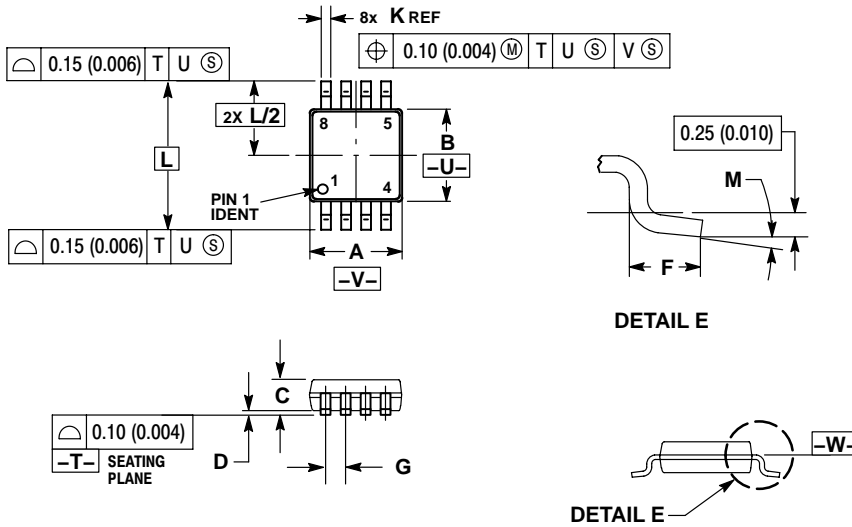 8x K REF
⌖ 0.10 (0.004) Ⓜ T U Ⓢ V Ⓢ
⌓ 0.15 (0.006) T U Ⓢ
2X L/2
8 5
B
–U–
L
1
4
PIN 1
IDENT
⌓ 0.15 (0.006) T U Ⓢ
A
–V–
0.25 (0.010)
M
F
DETAIL E
C
⌓ 0.10 (0.004)
–T– SEATING
PLANE
D
G
–W–
DETAIL E